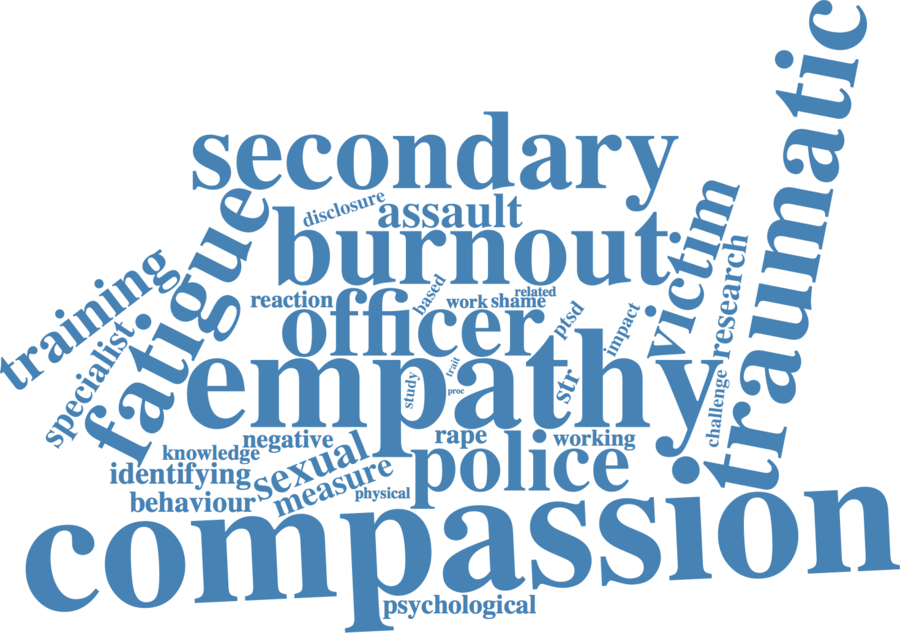 traumatic
secondary
disclosure
assault
fatigue
burnout
victim
training
research
based
related
reaction
work
shame
officer
ptsd
impact
specialist
empathy
trait
study
proc
str
challenge
negative
rape
working
knowledge
sexual
police
identifying
measure
behaviour
physical
compassion
psychological